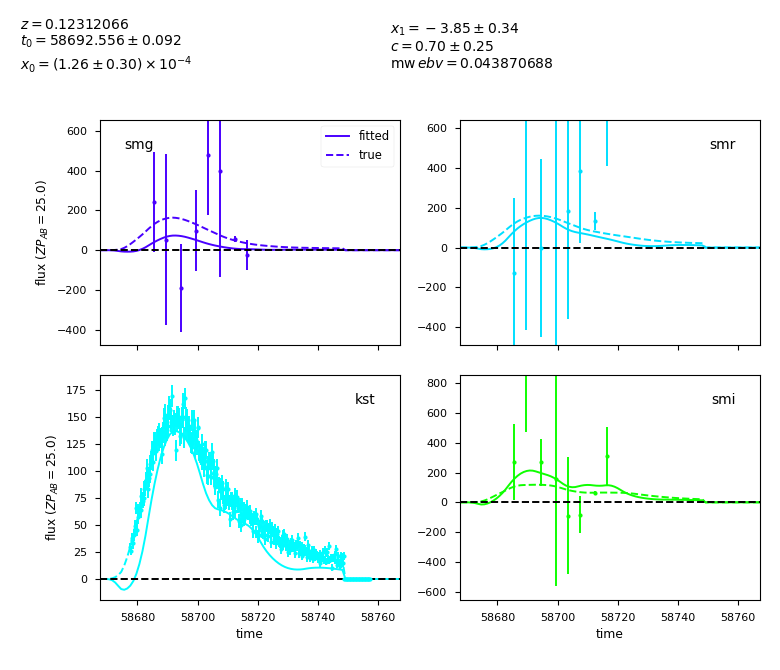 z = 0.12312066
t₀ = 58692.556 ± 0.092
x₀ = (1.26 ± 0.30) × 10⁻⁴
x₁ = −3.85 ± 0.34
c = 0.70 ± 0.25
mw ebv = 0.043870688
smg
fitted
true
600
400
200
0
−200
−400
flux (ZP_AB = 25.0)
smr
600
400
200
0
−200
−400
kst
175
150
125
100
75
50
25
0
flux (ZP_AB = 25.0)
58680 58700 58720 58740 58760
time
smi
800
600
400
200
0
−200
−400
−600
58680 58700 58720 58740 58760
time